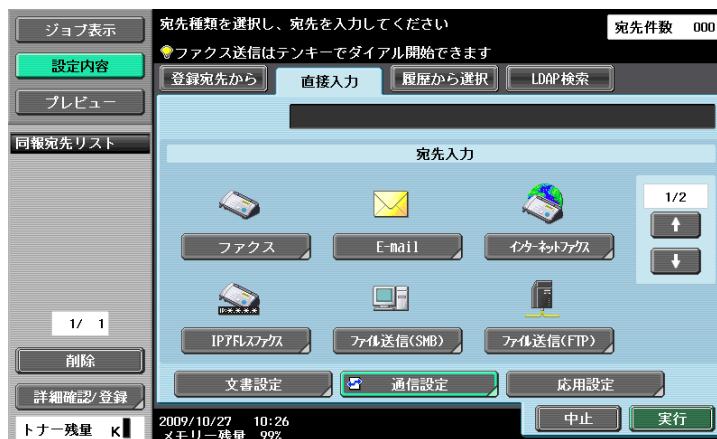 ジョブ表示
設定内容
プレビュー
同報宛先リスト
1/ 1
削除
詳細確認/登録
トナー残量 K
宛先種類を選択し、宛先を入力してください
宛先件数 000
ファクス送信はテンキーでダイアル開始できます
登録宛先から 直接入力 履歴から選択 LDAP検索
宛先入力
1/2
ファクス E-mail インターネットファクス
IPアドレスファクス ファイル送信(SMB) ファイル送信(FTP)
IP:*.*.*.*
文書設定 通信設定 応用設定
2009/10/27 10:26
メモリー残量 99%
中止 実行